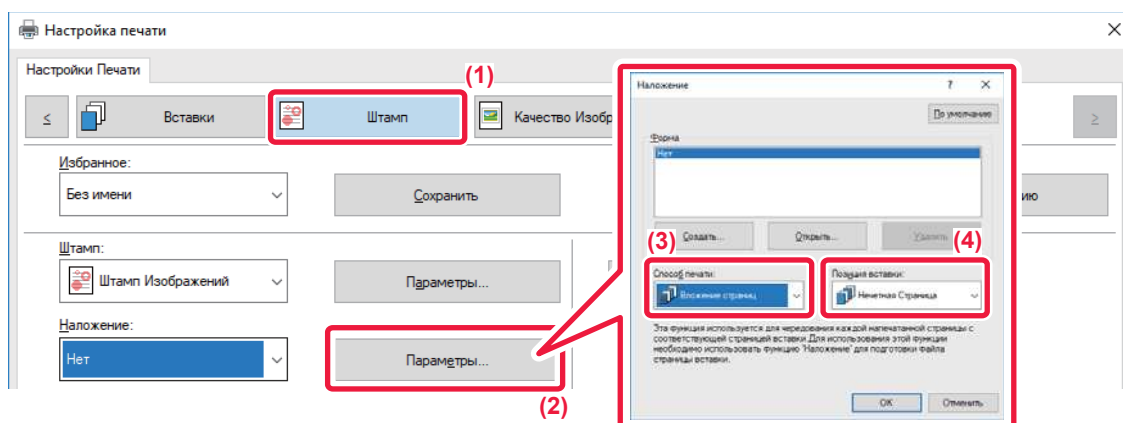 Настройка печати
Настройки Печати
(1)
<
Вставки
Штамп
Качество Изобр
>
Избранное:
Без имени
Сохранить
ию
Штамп:
Штамп Изображений
Параметры...
Наложение:
Нет
Параметры...
(2)
Наложение
?
По умолчанию
Форма
Нет
Создать...
Открыть...
Удалить
(3)
(4)
Способ печати:
Позиция вставки:
Вложение страниц
Нечетная Страница
Эта функция используется для чередования каждой напечатанной страницы с
соответствующей страницей вставки.Для использования этой функции
необходимо использовать функцию 'Наложение' для подготовки файла
страницы вставки.
OK
Отменить